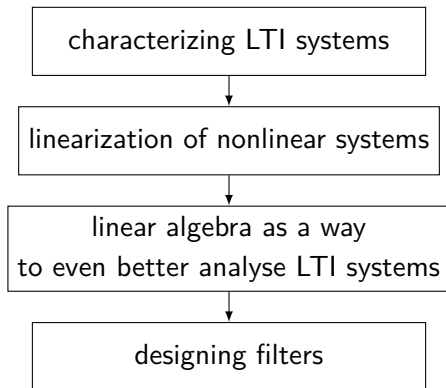 characterizing LTI systems
linearization of nonlinear systems
linear algebra as a way
to even better analyse LTI systems
designing filters